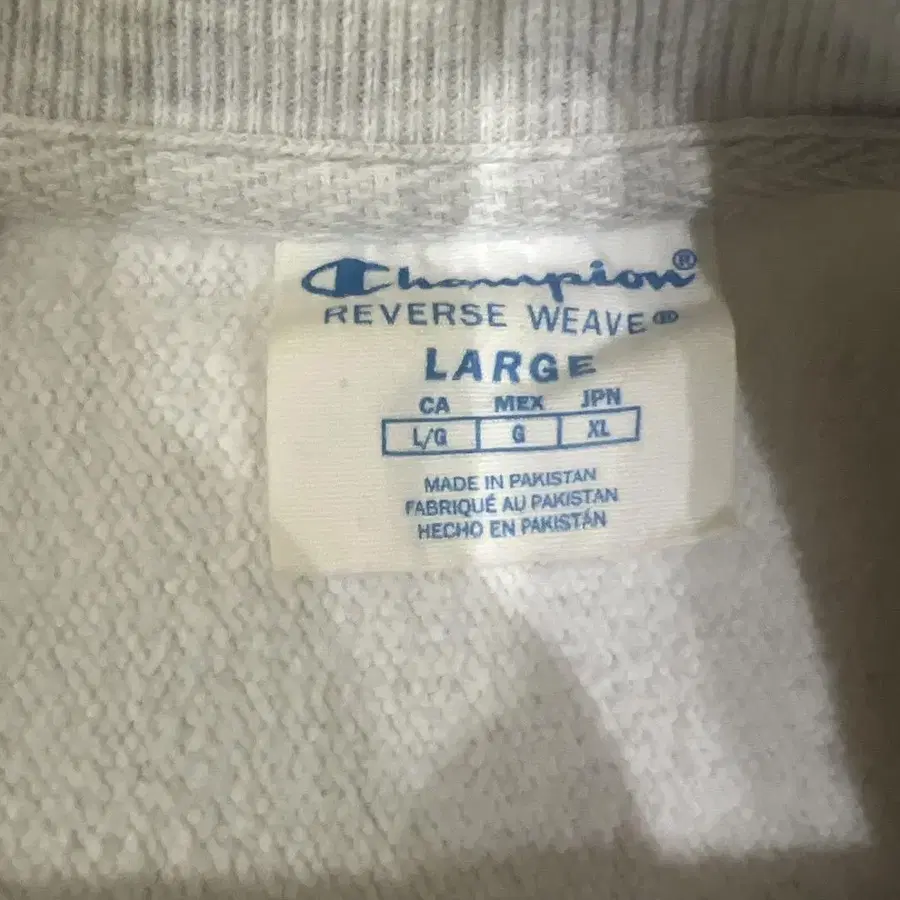 Champion®
REVERSE WEAVE®
LARGE
CA MEX JPN
L/G G XL
MADE IN PAKISTAN
FABRIQUÉ AU PAKISTAN
HECHO EN PAKISTÁN